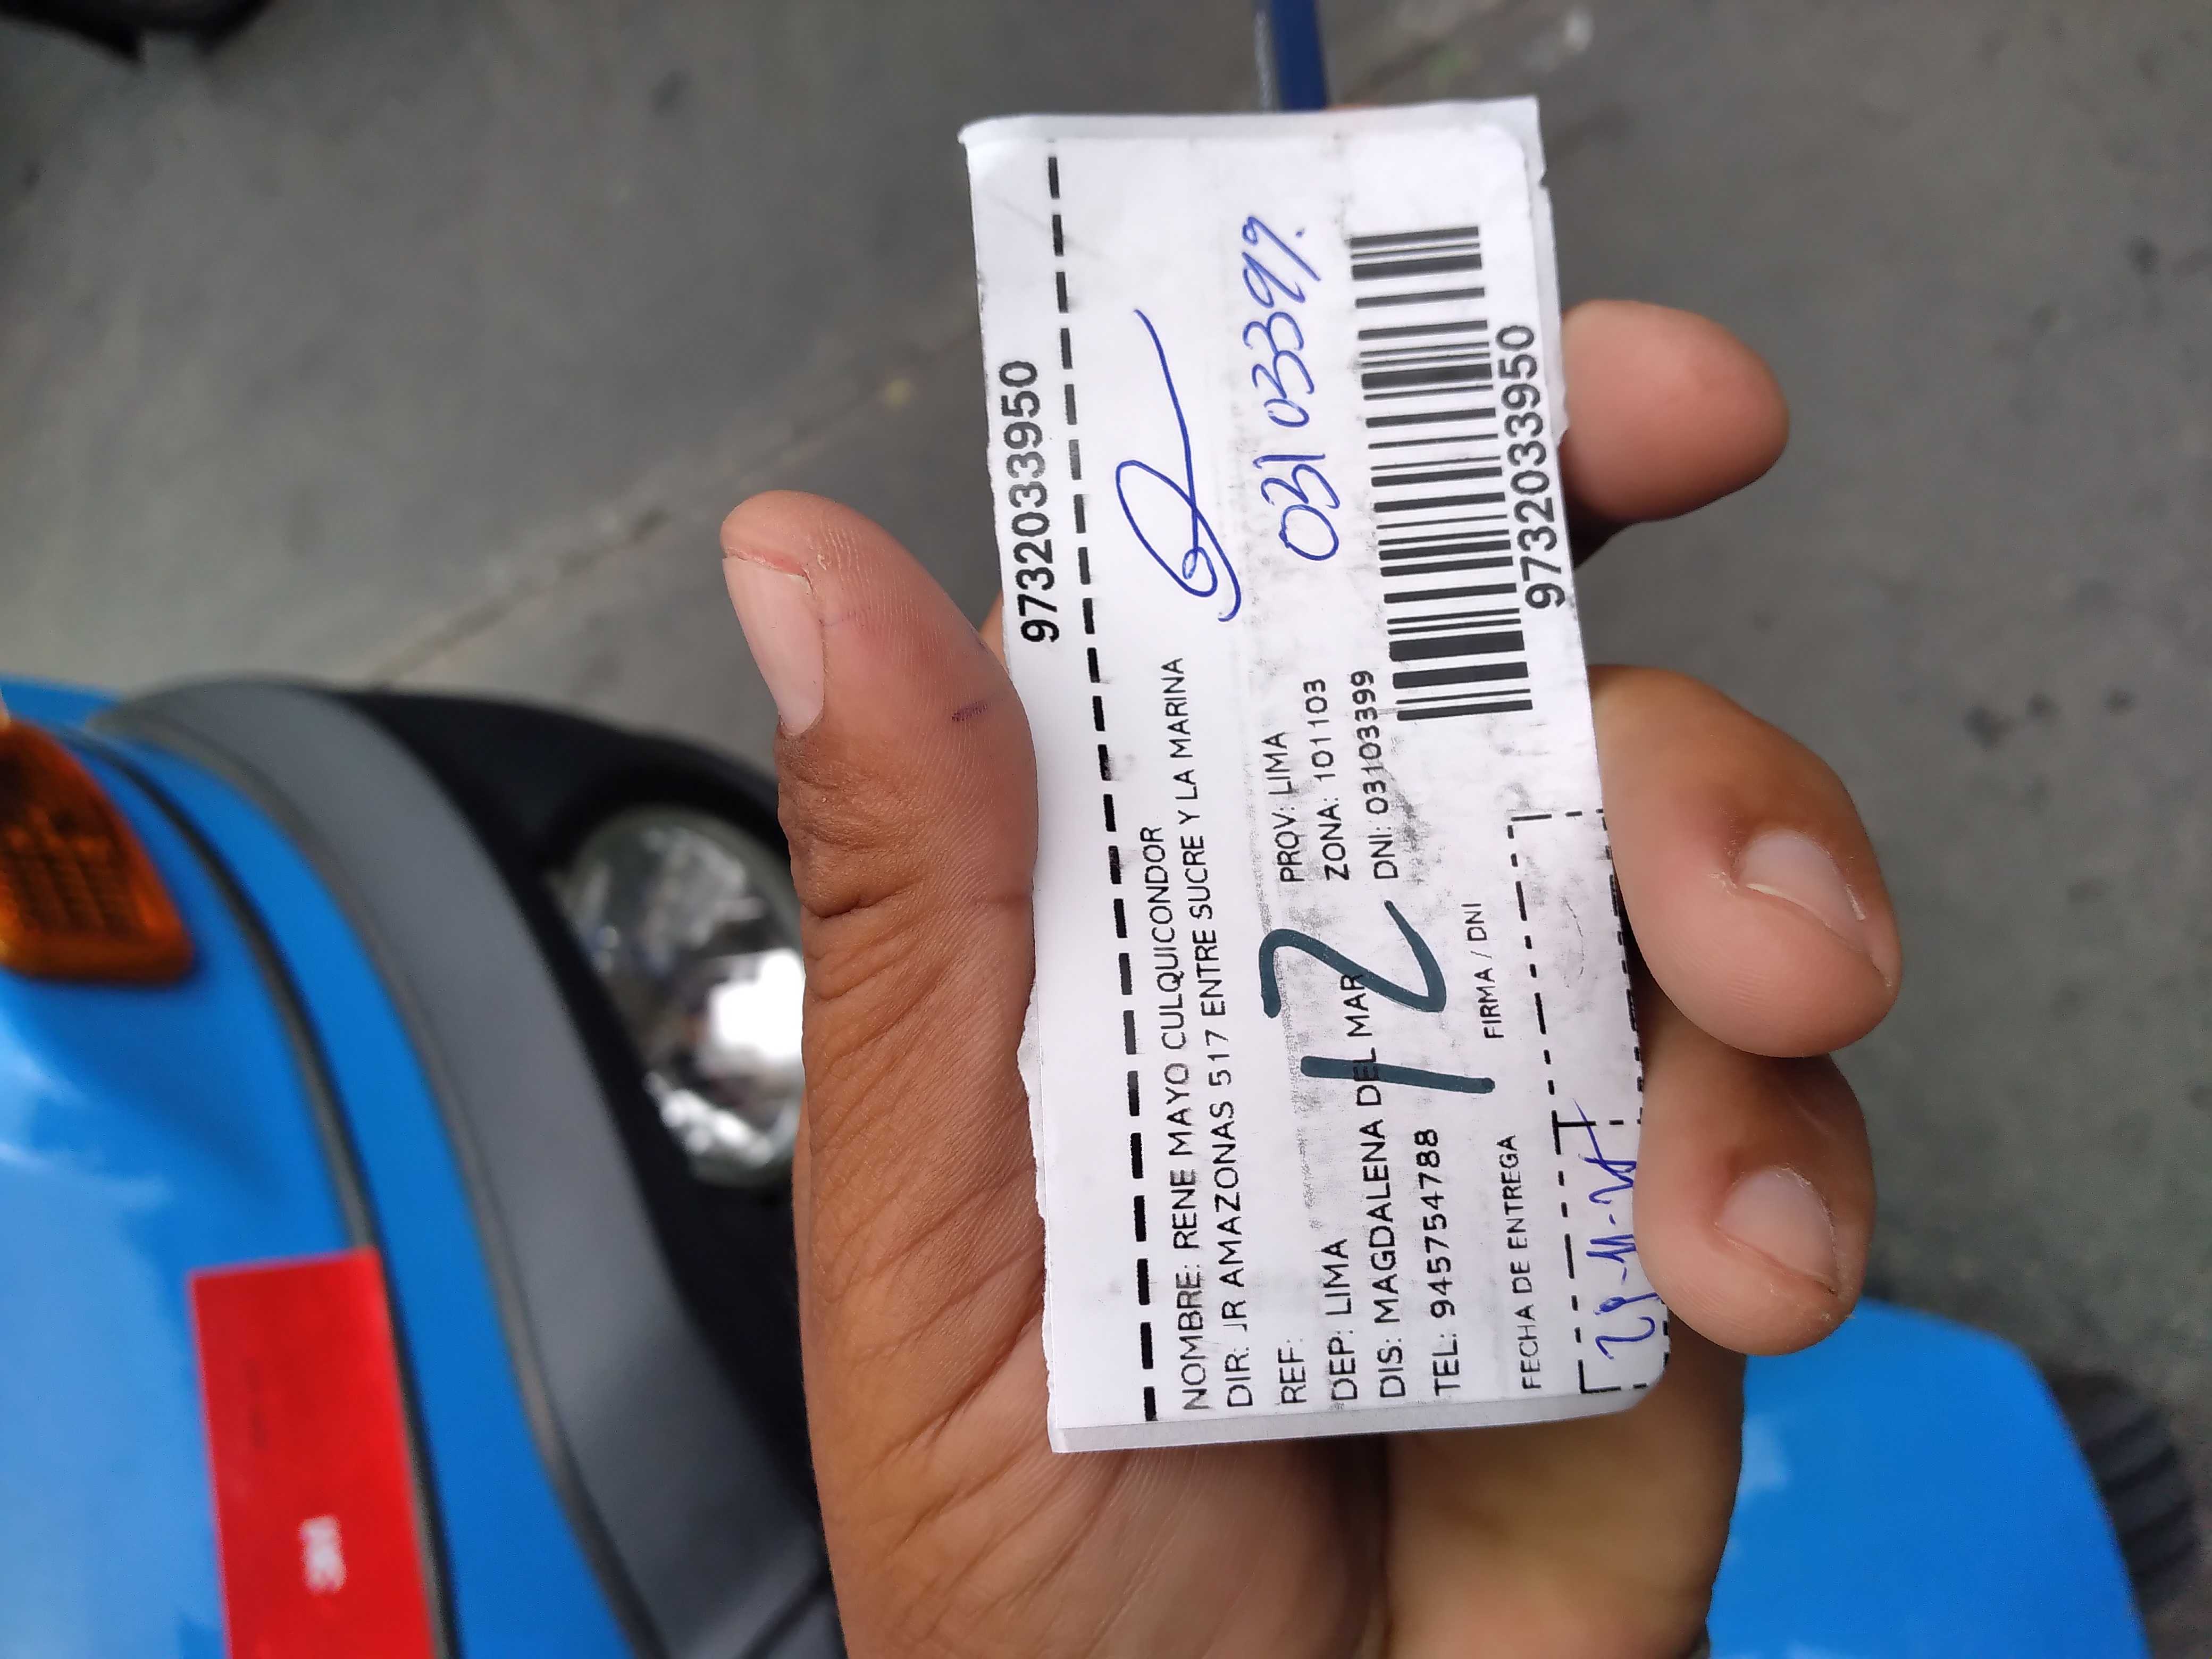 9732033950
NOMBRE: RENE MAYO CULQUICONDOR
DIR: JR AMAZONAS 517 ENTRE SUCRE Y LA MARINA
REF:
DEP: LIMA PROV: LIMA
DIS: MAGDALENA DEL MAR ZONA: 101103
TEL: 945754788 DNI: 03103399
12
03103399.
9732033950
FECHA DE ENTREGA FIRMA / DNI